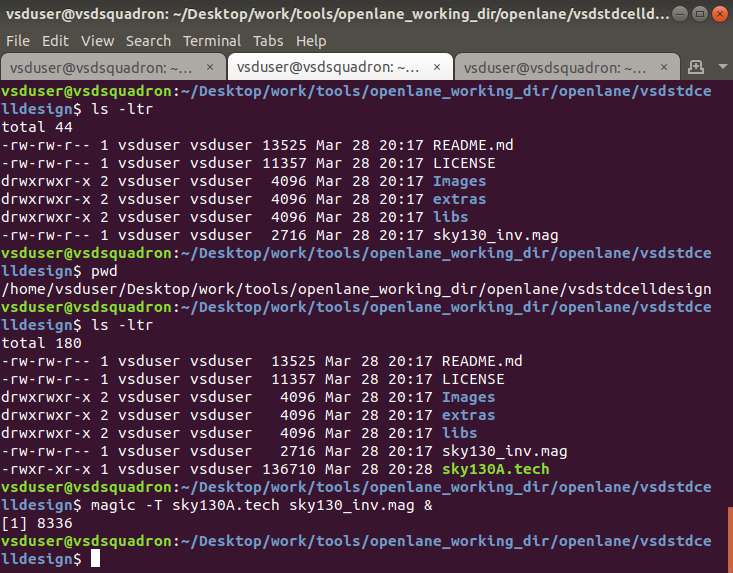 vsduser@vsdsquadron: ~/Desktop/work/tools/openlane_working_dir/openlane/vsdstdcelld...
File Edit View Search Terminal Tabs Help
vsduser@vsdsquadron: ~... × vsduser@vsdsquadron: ~... × vsduser@vsdsquadron: ~... ×
vsduser@vsdsquadron:~/Desktop/work/tools/openlane_working_dir/openlane/vsdstdce
lldesign$ ls -ltr
total 44
-rw-rw-r-- 1 vsduser vsduser 13525 Mar 28 20:17 README.md
-rw-rw-r-- 1 vsduser vsduser 11357 Mar 28 20:17 LICENSE
drwxrwxr-x 2 vsduser vsduser  4096 Mar 28 20:17 Images
drwxrwxr-x 2 vsduser vsduser  4096 Mar 28 20:17 extras
drwxrwxr-x 2 vsduser vsduser  4096 Mar 28 20:17 libs
-rw-rw-r-- 1 vsduser vsduser  2716 Mar 28 20:17 sky130_inv.mag
vsduser@vsdsquadron:~/Desktop/work/tools/openlane_working_dir/openlane/vsdstdce
lldesign$ pwd
/home/vsduser/Desktop/work/tools/openlane_working_dir/openlane/vsdstdcelldesign
vsduser@vsdsquadron:~/Desktop/work/tools/openlane_working_dir/openlane/vsdstdce
lldesign$ ls -ltr
total 180
-rw-rw-r-- 1 vsduser vsduser  13525 Mar 28 20:17 README.md
-rw-rw-r-- 1 vsduser vsduser  11357 Mar 28 20:17 LICENSE
drwxrwxr-x 2 vsduser vsduser   4096 Mar 28 20:17 Images
drwxrwxr-x 2 vsduser vsduser   4096 Mar 28 20:17 extras
drwxrwxr-x 2 vsduser vsduser   4096 Mar 28 20:17 libs
-rw-rw-r-- 1 vsduser vsduser   2716 Mar 28 20:17 sky130_inv.mag
-rwxr-xr-x 1 vsduser vsduser 136710 Mar 28 20:28 sky130A.tech
vsduser@vsdsquadron:~/Desktop/work/tools/openlane_working_dir/openlane/vsdstdce
lldesign$ magic -T sky130A.tech sky130_inv.mag &
[1] 8336
vsduser@vsdsquadron:~/Desktop/work/tools/openlane_working_dir/openlane/vsdstdce
lldesign$